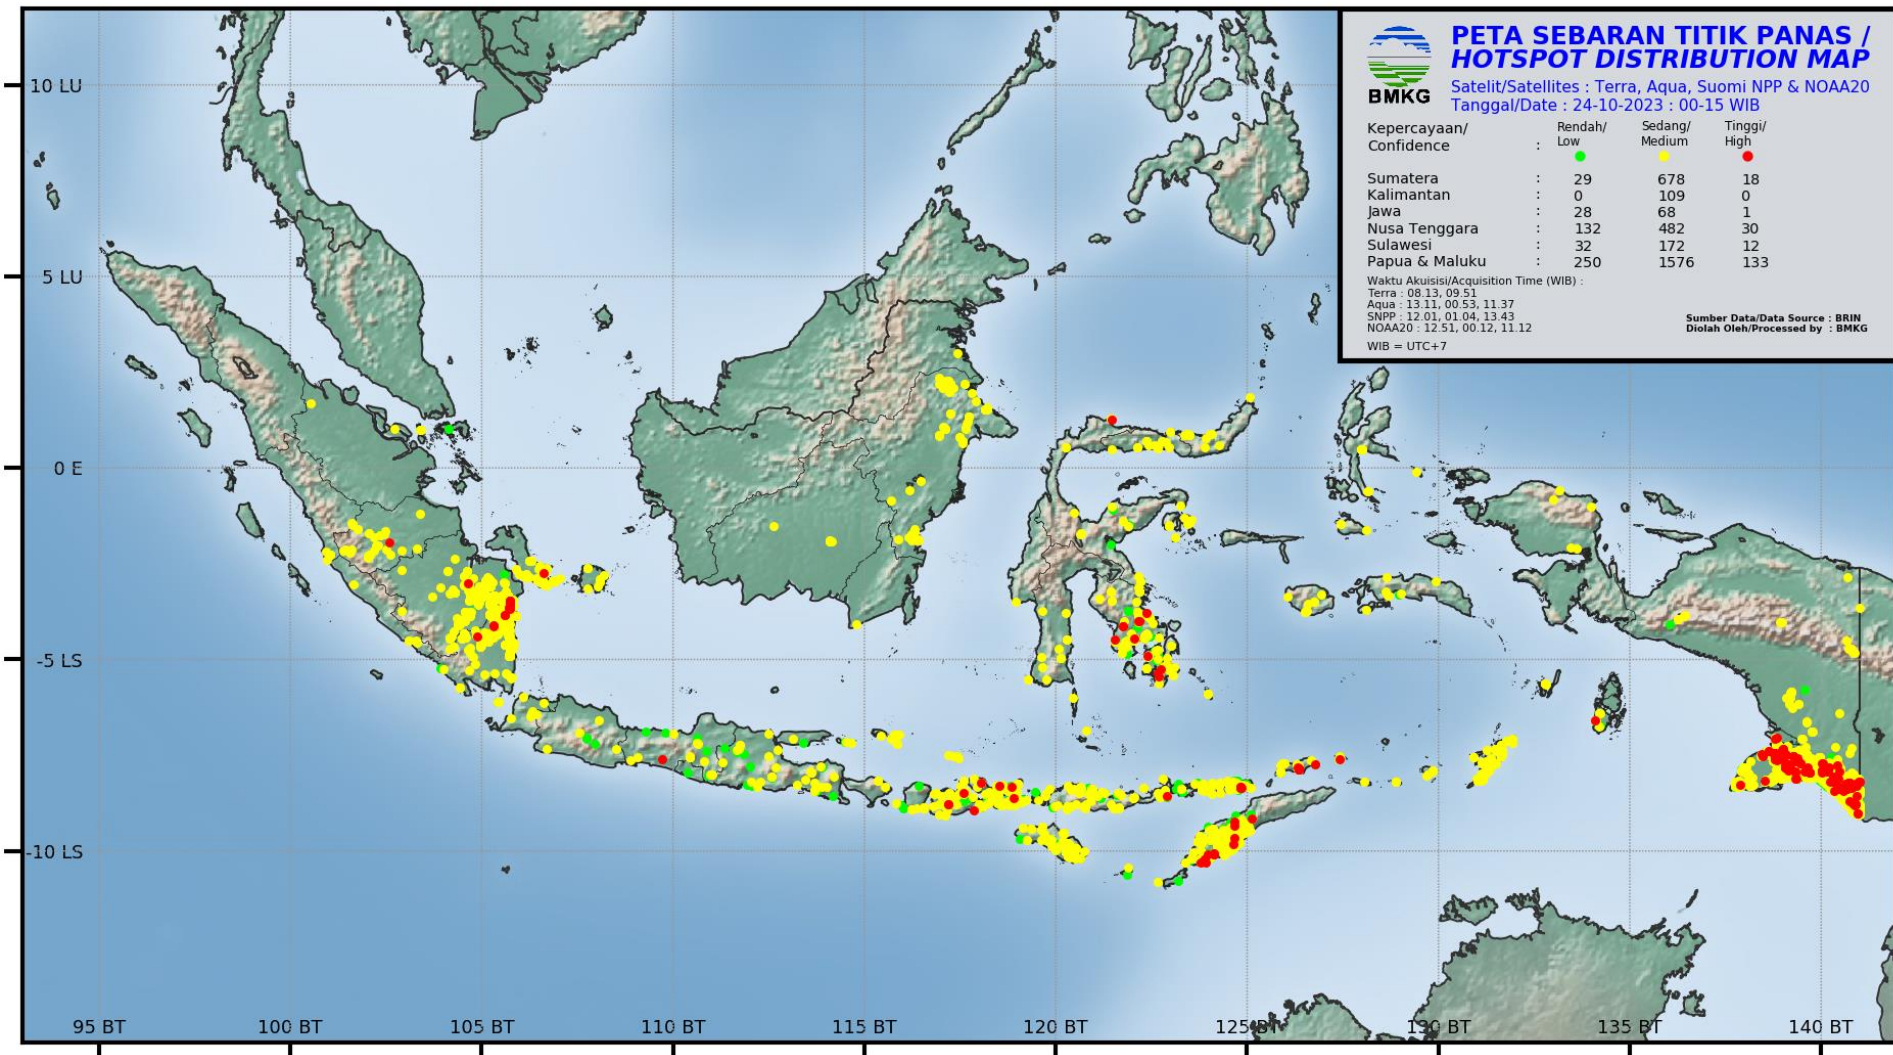 PETA SEBARAN TITIK PANAS /
HOTSPOT DISTRIBUTION MAP
BMKG
Satelit/Satellites : Terra, Aqua, Suomi NPP & NOAA20
Tanggal/Date : 24-10-2023 : 00-15 WIB
Kepercayaan/ Rendah/ Sedang/ Tinggi/
Confidence : Low Medium High
Sumatera : 29 678 18
Kalimantan : 0 109 0
Jawa : 28 68 1
Nusa Tenggara : 132 482 30
Sulawesi : 32 172 12
Papua & Maluku : 250 1576 133
Waktu Akuisisi/Acquisition Time (WIB) :
Terra : 08.13, 09.51
Aqua : 13.11, 00.53, 11.37
SNPP : 12.01, 01.04, 13.43
NOAA20 : 12.51, 00.12, 11.12
WIB = UTC+7
Sumber Data/Data Source : BRIN
Diolah Oleh/Processed by : BMKG
10 LU
5 LU
0 E
-5 LS
-10 LS
95 BT 100 BT 105 BT 110 BT 115 BT 120 BT 125 BT 130 BT 135 BT 140 BT